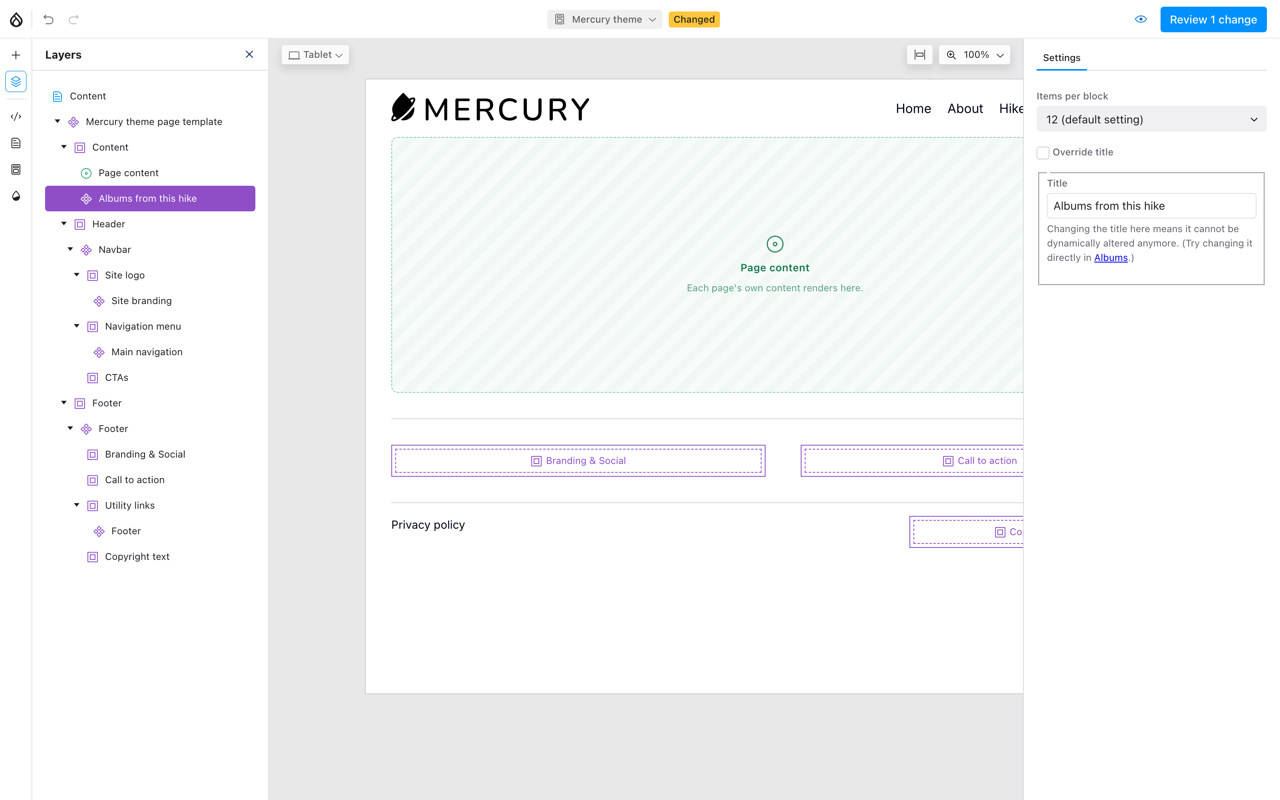 Mercury theme
Changed
Review 1 change
Layers
Content
Mercury theme page template
Content
Page content
Albums from this hike
Header
Navbar
Site logo
Site branding
Navigation menu
Main navigation
CTAs
Footer
Footer
Branding & Social
Call to action
Utility links
Footer
Copyright text
Tablet
100%
MERCURY
Home About Hike
Page content
Each page's own content renders here.
Branding & Social
Call to action
Privacy policy
Co
Settings
Items per block
12 (default setting)
Override title
Title
Albums from this hike
Changing the title here means it cannot be
dynamically altered anymore. (Try changing it
directly in Albums.)